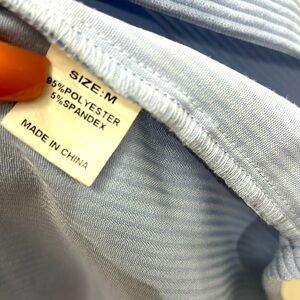 SIZE:M
95%POLYESTER
5%SPANDEX
MADE IN CHINA